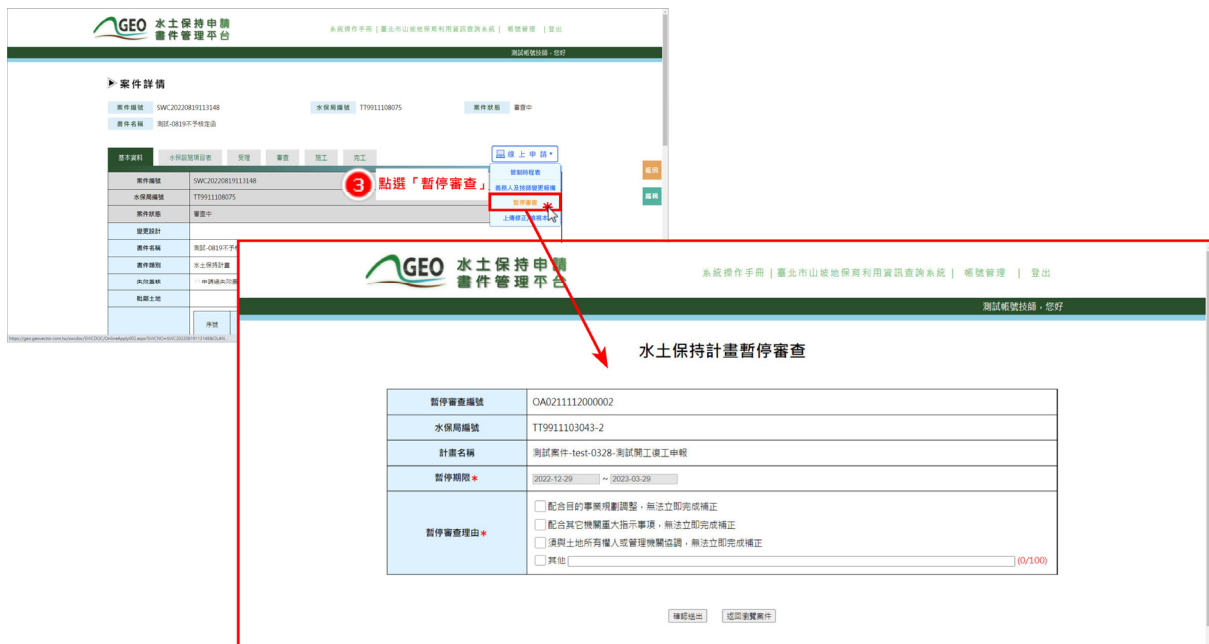 GEO 水土保持申請
書件管理平台
系統操作手冊 | 臺北市山坡地保育利用資訊查詢系統 | 帳號管理 | 登出
測試帳號技師，您好
案件詳情
案件編號 SWC20220819113148 水保局編號 TT9911108075 案件狀態 審查中
書件名稱 測試-0819不予核定函
基本資料 水保設施項目表 受理 審查 施工 完工 線上申請
管制時程表
義務人及技師變更報備
暫停審查
3 點選「暫停審查」
返回
編輯
案件編號 SWC20220819113148
水保局編號 TT9911108075
案件狀態 審查中
變更設計
書件名稱 測試-0819不予
書件類別 水土保持計畫
序號
GEO 水土保持申請
書件管理平台
系統操作手冊 | 臺北市山坡地保育利用資訊查詢系統 | 帳號管理 | 登出
測試帳號技師，您好
水土保持計畫暫停審查
暫停審查編號 OA0211112000002
水保局編號 TT9911103043-2
計畫名稱 測試案件-test-0328-測試開工復工申報
暫停期限* 2022-12-29 ~ 2023-03-29
暫停審查理由*
配合目的事業規劃調整，無法立即完成補正
配合其它機關重大指示事項，無法立即完成補正
須與土地所有權人或管理機關協調，無法立即完成補正
其他 (0/100)
確認送出 返回瀏覽案件